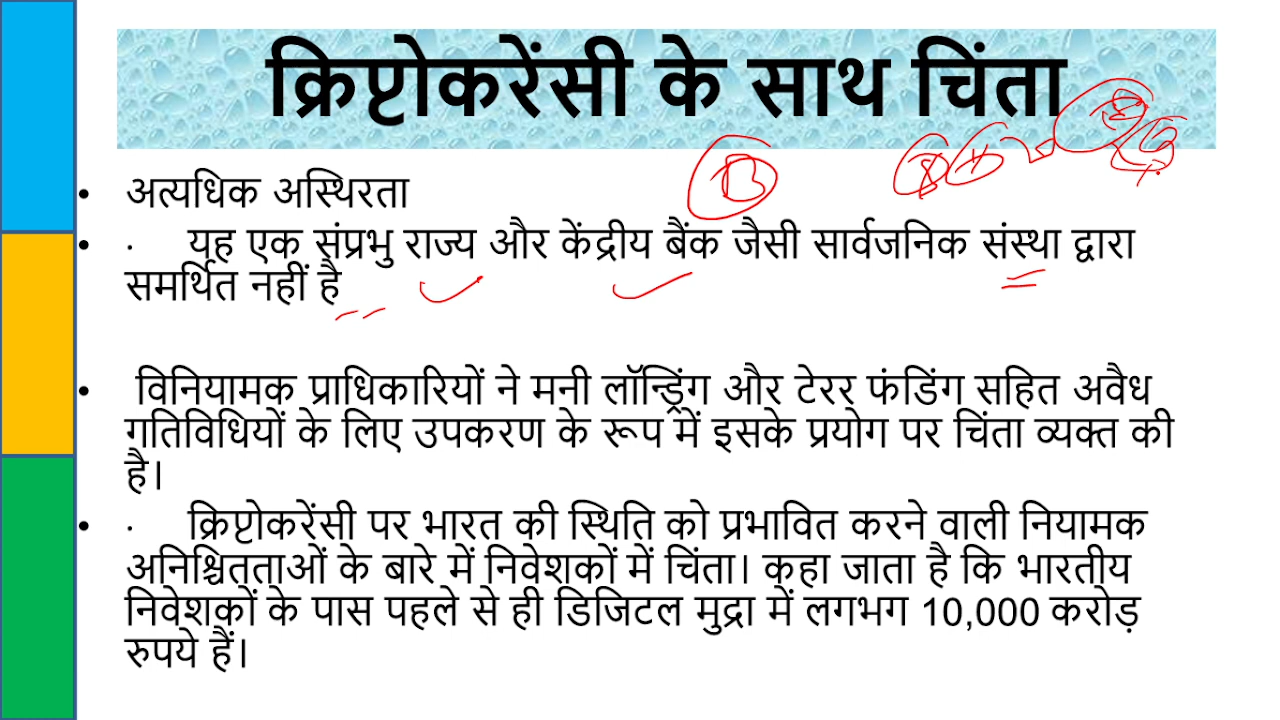 क्रिप्टोकरेंसी के साथ चिंता
• अत्यधिक अस्थिरता
• · यह एक संप्रभु राज्य और केंद्रीय बैंक जैसी सार्वजनिक संस्था द्वारा
समर्थित नहीं है
• विनियामक प्राधिकारियों ने मनी लॉन्ड्रिंग और टेरर फंडिंग सहित अवैध
गतिविधियों के लिए उपकरण के रूप में इसके प्रयोग पर चिंता व्यक्त की
है।
• · क्रिप्टोकरेंसी पर भारत की स्थिति को प्रभावित करने वाली नियामक
अनिश्चितताओं के बारे में निवेशकों में चिंता। कहा जाता है कि भारतीय
निवेशकों के पास पहले से ही डिजिटल मुद्रा में लगभग 10,000 करोड़
रुपये हैं।